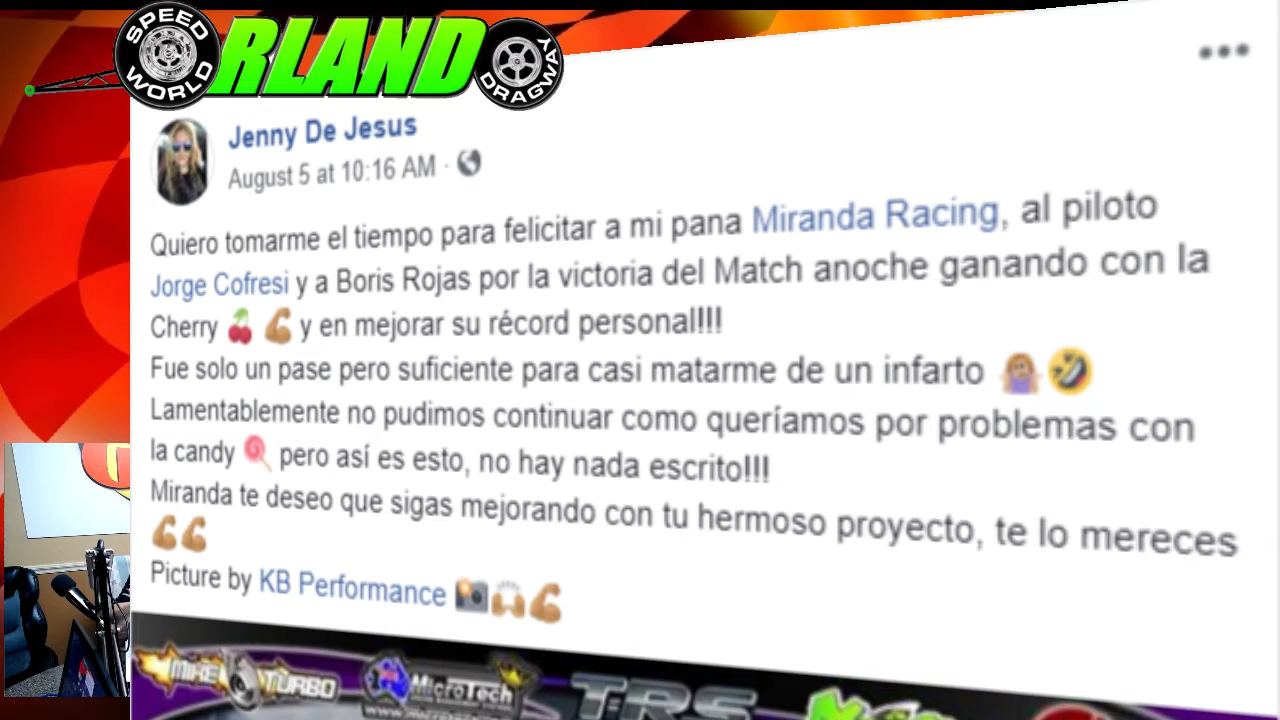 SPEED WORLD
ORLANDO
DRAGWAY
Jenny De Jesus
August 5 at 10:16 AM ·
Quiero tomarme el tiempo para felicitar a mi pana Miranda Racing, al piloto
Jorge Cofresi y a Boris Rojas por la victoria del Match anoche ganando con la
Cherry 🍒 💪🏽 y en mejorar su récord personal!!!
Fue solo un pase pero suficiente para casi matarme de un infarto 🤷🏽‍♀️🤣
Lamentablemente no pudimos continuar como queríamos por problemas con
la candy 🍭 pero así es esto, no hay nada escrito!!!
Miranda te deseo que sigas mejorando con tu hermoso proyecto, te lo mereces
💪🏽💪🏽
Picture by KB Performance 📸🙌🏽💪🏽
MIKE TURBO
MICROTECH
TRS